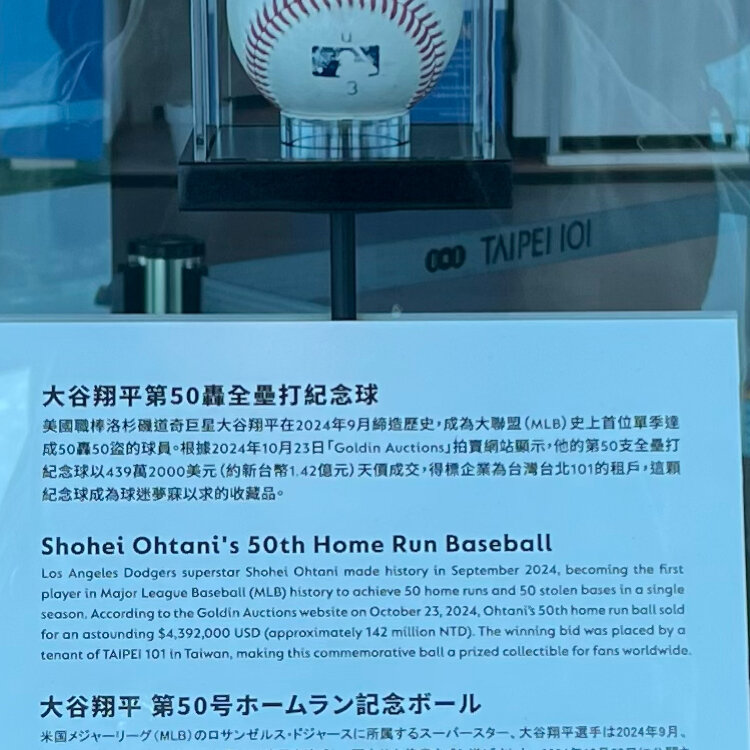 U
3
TAIPEI 101
大谷翔平第50轟全壘打紀念球
美國職棒洛杉磯道奇巨星大谷翔平在2024年9月締造歷史,成為大聯盟(MLB)史上首位單季達
成50轟50盜的球員。根據2024年10月23日「Goldin Auctions」拍賣網站顯示,他的第50支全壘打
紀念球以439萬2000美元(約新台幣1.42億元)天價成交,得標企業為台灣台北101的租戶,這顆
紀念球成為球迷夢寐以求的收藏品。
Shohei Ohtani's 50th Home Run Baseball
Los Angeles Dodgers superstar Shohei Ohtani made history in September 2024, becoming the first
player in Major League Baseball (MLB) history to achieve 50 home runs and 50 stolen bases in a single
season. According to the Goldin Auctions website on October 23, 2024, Ohtani's 50th home run ball sold
for an astounding $4,392,000 USD (approximately 142 million NTD). The winning bid was placed by a
tenant of TAIPEI 101 in Taiwan, making this commemorative ball a prized collectible for fans worldwide.
大谷翔平 第50号ホームラン記念ボール
米国メジャーリーグ(MLB)のロサンゼルス・ドジャースに所属するスーパースター、大谷翔平選手は2024年9月、